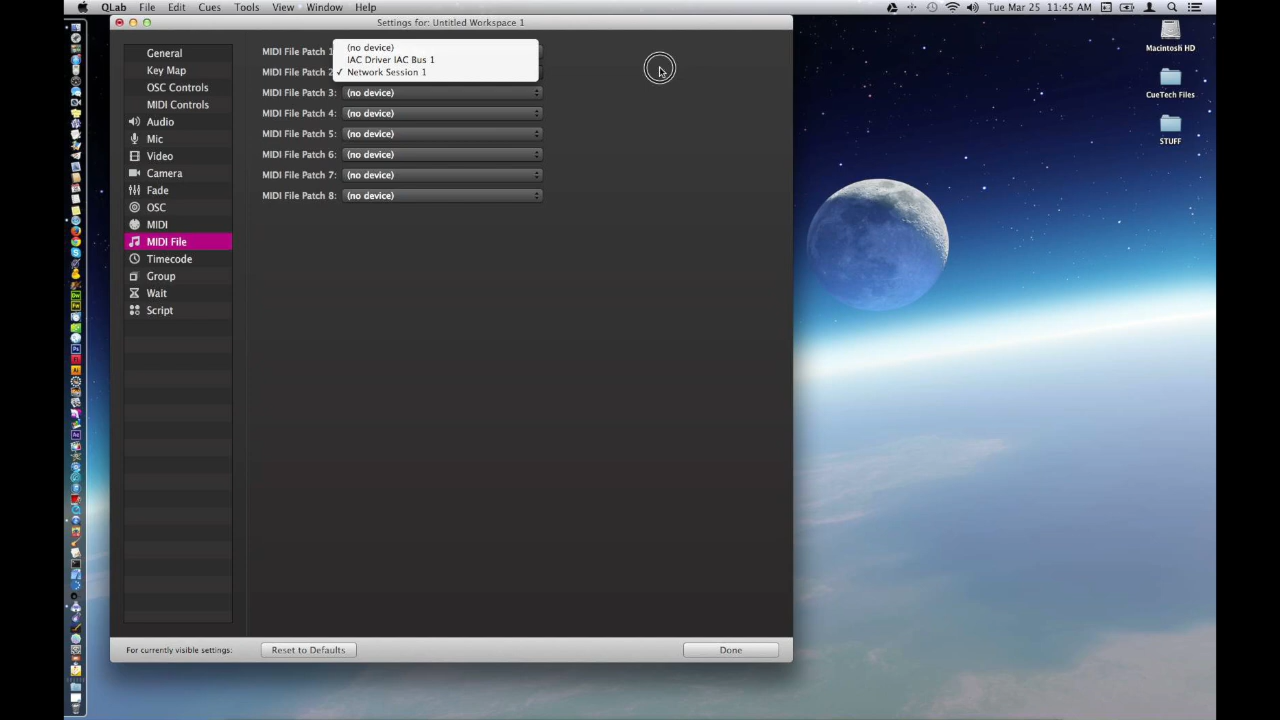 QLab File Edit Cues Tools View Window Help Tue Mar 25 11:45 AM
Settings for: Untitled Workspace 1
General
Key Map
OSC Controls
MIDI Controls
Audio
Mic
Video
Camera
Fade
OSC
MIDI
MIDI File
Timecode
Group
Wait
Script
MIDI File Patch 1
(no device)
IAC Driver IAC Bus 1
MIDI File Patch 2
✓ Network Session 1
MIDI File Patch 3: (no device)
MIDI File Patch 4: (no device)
MIDI File Patch 5: (no device)
MIDI File Patch 6: (no device)
MIDI File Patch 7: (no device)
MIDI File Patch 8: (no device)
For currently visible settings: Reset to Defaults Done
Macintosh HD
CueTech Files
STUFF